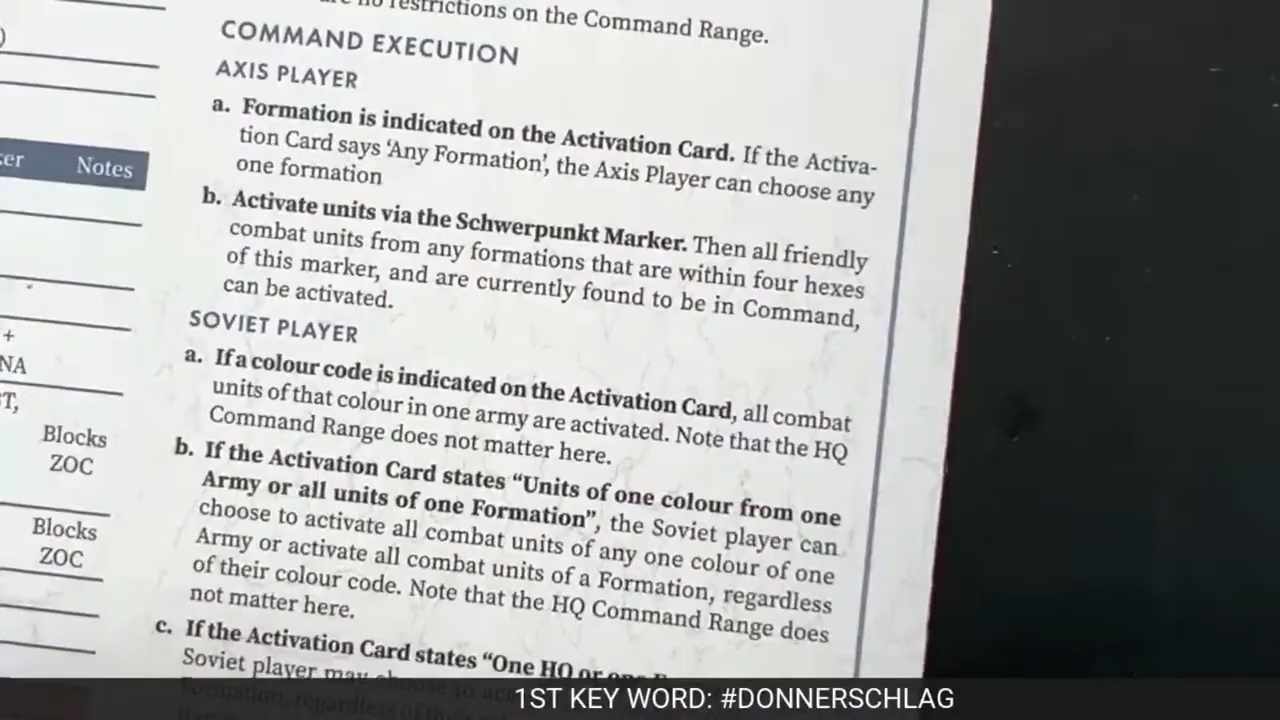 restrictions on the Command Range.
COMMAND EXECUTION
AXIS PLAYER
a. Formation is indicated on the Activation Card. If the Activa-
tion Card says ‘Any Formation’, the Axis Player can choose any
one formation
b. Activate units via the Schwerpunkt Marker. Then all friendly
combat units from any formations that are within four hexes
of this marker, and are currently found to be in Command,
can be activated.
SOVIET PLAYER
a. If a colour code is indicated on the Activation Card, all combat
units of that colour in one army are activated. Note that the HQ
Command Range does not matter here.
b. If the Activation Card states “Units of one colour from one
Army or all units of one Formation”, the Soviet player can
choose to activate all combat units of any one colour of one
Army or activate all combat units of a Formation, regardless
of their colour code. Note that the HQ Command Range does
not matter here.
c. If the Activation Card states “One HQ or one
Soviet player may choose to
)
Notes
+
NA
Blocks
ZOC
Blocks
ZOC
1ST KEY WORD: #DONNERSCHLAG